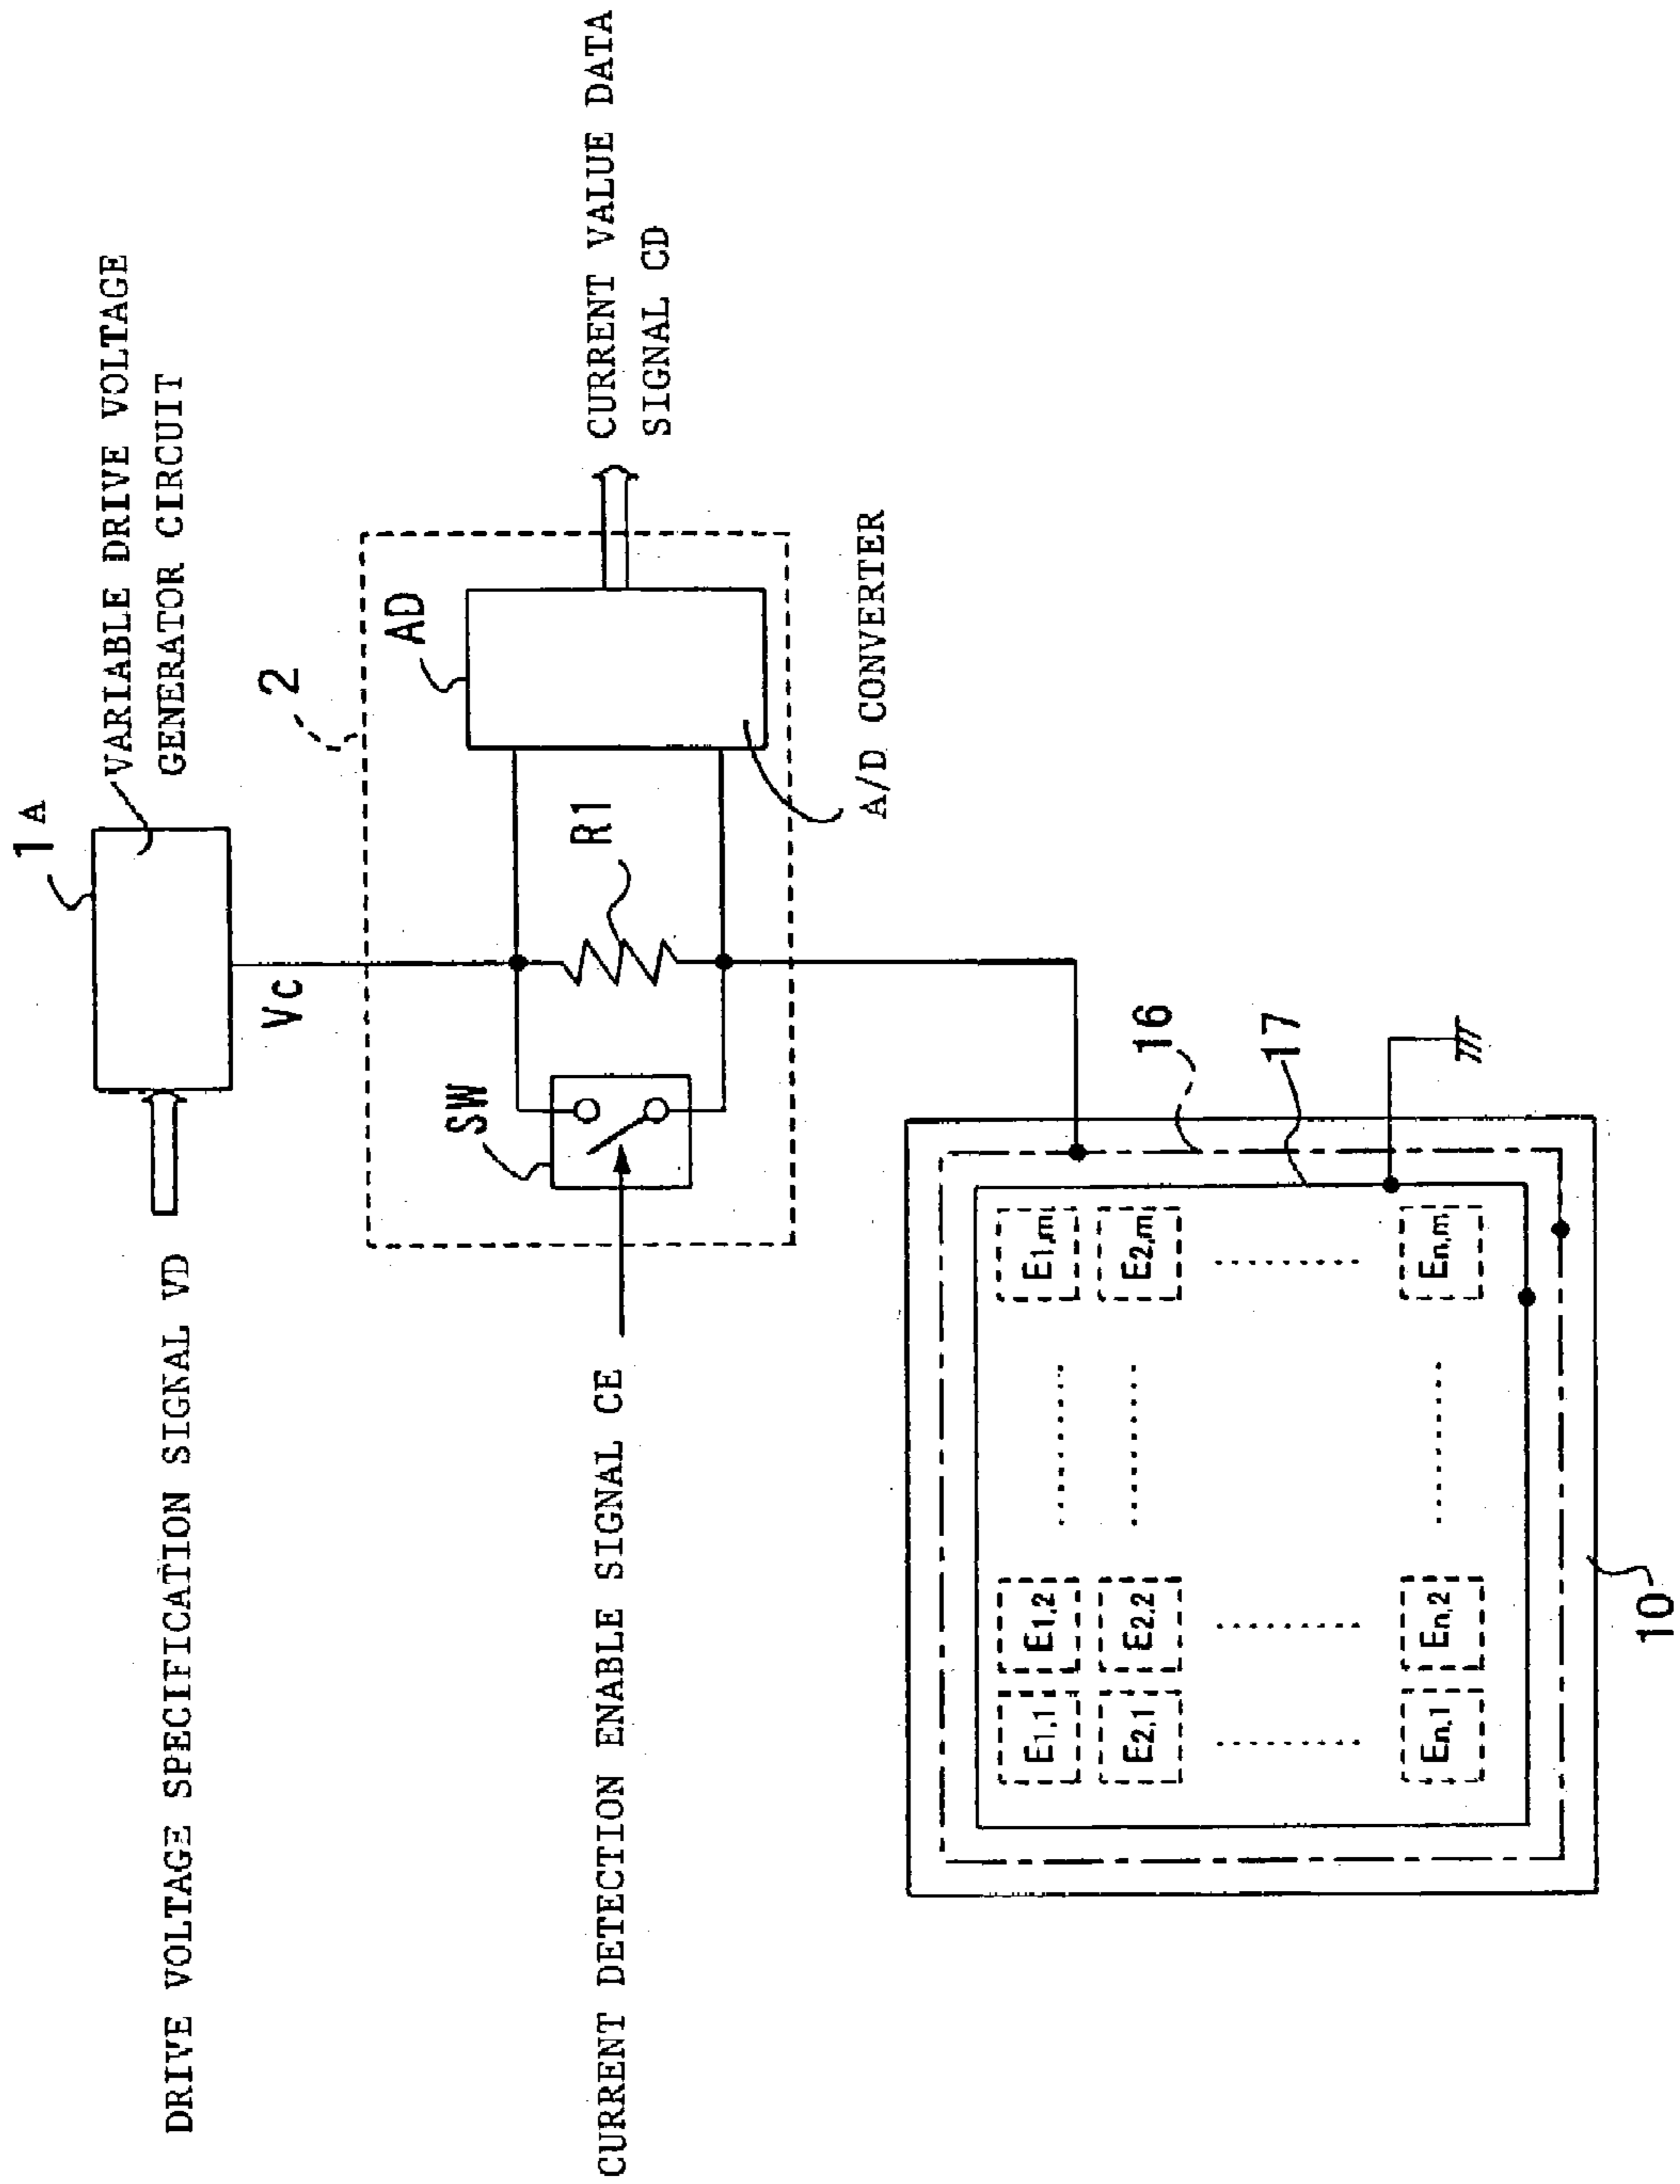 1A
VARIABLE DRIVE VOLTAGE
GENERATOR CIRCUIT
DRIVE VOLTAGE SPECIFICATION SIGNAL VD
Vc
2
SW
R1
AD
CURRENT VALUE DATA
SIGNAL CD
CURRENT DETECTION ENABLE SIGNAL CE
A/D CONVERTER
16
17
E1,1 E1,2 ........ E1,m
E2,1 E2,2 ........ E2,m
En,1 En,2 ........ En,m
10